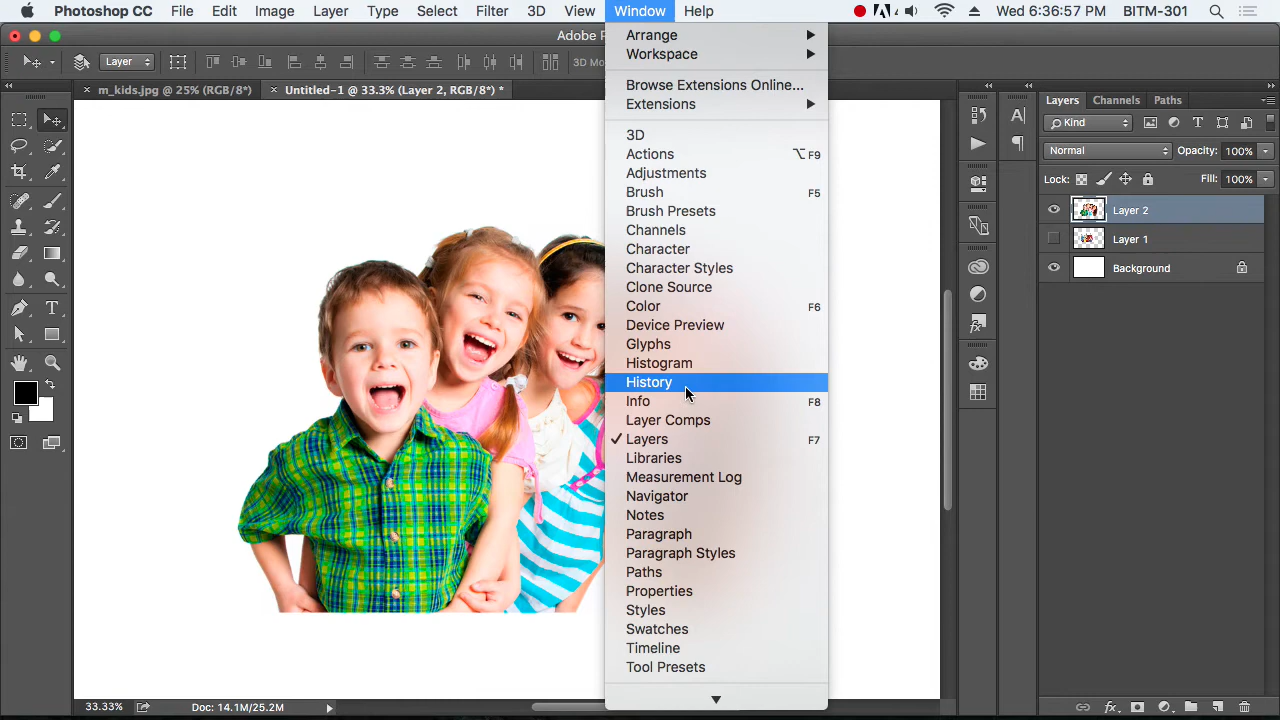 Photoshop CC File Edit Image Layer Type Select Filter 3D View Window Help Wed 6:36:57 PM BITM-301
Adobe P
Layer 3D Mo
m_kids.jpg @ 25% (RGB/8*) Untitled-1 @ 33.3% (Layer 2, RGB/8*) *
Arrange
Workspace
Browse Extensions Online...
Extensions
3D
Actions ⌥F9
Adjustments
Brush F5
Brush Presets
Channels
Character
Character Styles
Clone Source
Color F6
Device Preview
Glyphs
Histogram
History
Info F8
Layer Comps
✓ Layers F7
Libraries
Measurement Log
Navigator
Notes
Paragraph
Paragraph Styles
Paths
Properties
Styles
Swatches
Timeline
Tool Presets
Layers Channels Paths
Kind
Normal Opacity: 100%
Lock: Fill: 100%
Layer 2
Layer 1
Background
33.33% Doc: 14.1M/25.2M